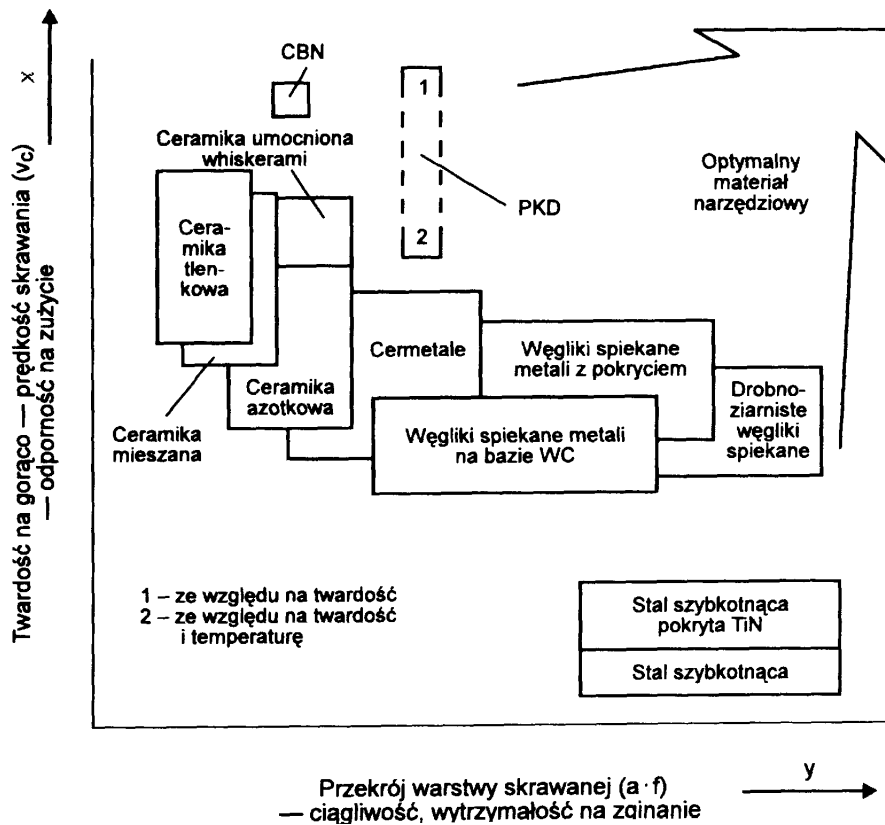 x
Twardość na gorąco — prędkość skrawania (vc)
— odporność na zużycie
CBN
Ceramika umocniona
whiskerami
1
2
PKD
Optymalny
materiał
narzędziowy
Cera-
mika
tlen-
kowa
Ceramika
mieszana
Ceramika
azotkowa
Cermetale
Węgliki spiekane
metali z pokryciem
Węgliki spiekane metali
na bazie WC
Drobno-
ziarniste
węgliki
spiekane
1 – ze względu na twardość
2 – ze względu na twardość
i temperaturę
Stal szybkotnąca
pokryta TiN
Stal szybkotnąca
y
Przekrój warstwy skrawanej (a · f)
— ciągliwość, wytrzymałość na zginanie